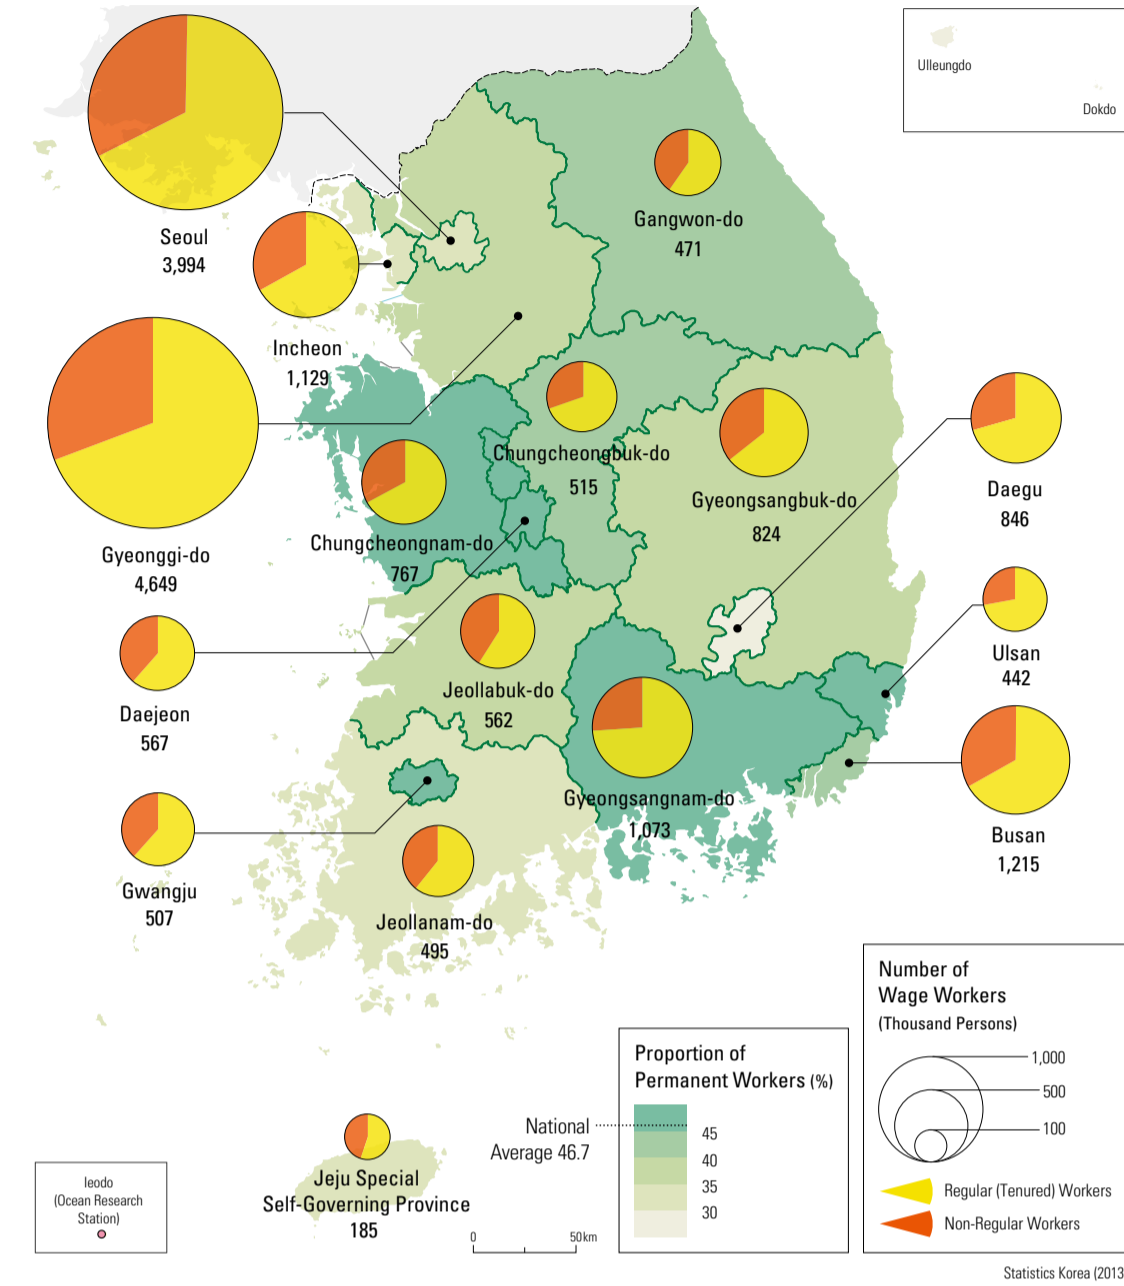 Ulleungdo
Dokdo
Seoul
3,994
Gangwon-do
471
Incheon
1,129
Chungcheongbuk-do
515
Gyeongsangbuk-do
824
Daegu
846
Gyeonggi-do
4,649
Chungcheongnam-do
767
Ulsan
442
Daejeon
567
Jeollabuk-do
562
Gyeongsangnam-do
1,073
Busan
1,215
Gwangju
507
Jeollanam-do
495
Jeju Special
Self-Governing Province
185
Ieodo
(Ocean Research
Station)
0 50km
National
Average 46.7
Proportion of
Permanent Workers (%)
45
40
35
30
Number of
Wage Workers
(Thousand Persons)
1,000
500
100
Regular (Tenured) Workers
Non-Regular Workers
Statistics Korea (2013